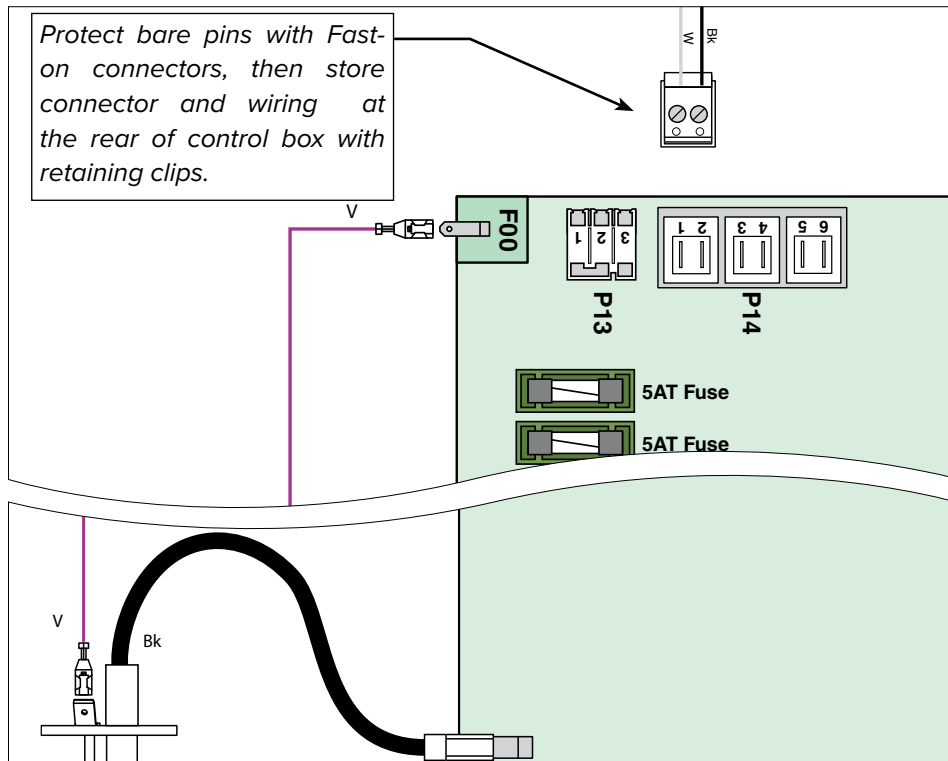 Protect bare pins with Fast-
on connectors, then store
connector and wiring at
the rear of control box with
retaining clips.
W
Bk
V
F00
1
2
3
P13
1
2
3
4
5
6
P14
5AT Fuse
5AT Fuse
V
Bk